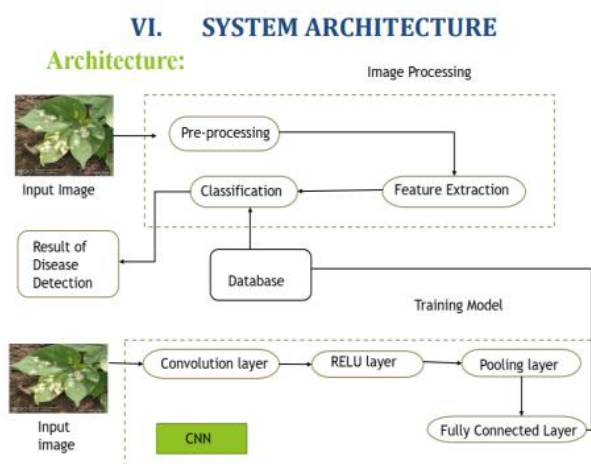 VI. SYSTEM ARCHITECTURE
Architecture:
Image Processing
Pre-processing
Input Image
Classification
Feature Extraction
Result of
Disease
Detection
Database
Training Model
Convolution layer
RELU layer
Pooling layer
Input
image
CNN
Fully Connected Layer